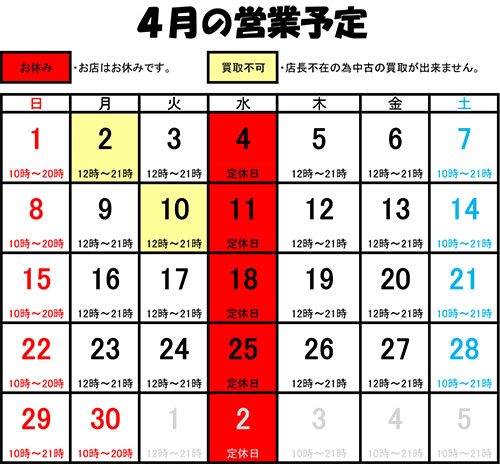 ４月の営業予定
お休み ・お店はお休みです。 買取不可 ・店長不在の為中古の買取が出来ません。
日 月 火 水 木 金 土
1 2 3 4 5 6 7
10時～20時 12時～21時 12時～21時 定休日 12時～21時 12時～21時 10時～21時
8 9 10 11 12 13 14
10時～20時 12時～21時 12時～21時 定休日 12時～21時 12時～21時 10時～21時
15 16 17 18 19 20 21
10時～20時 12時～21時 12時～21時 定休日 12時～21時 12時～21時 10時～21時
22 23 24 25 26 27 28
10時～20時 12時～21時 12時～21時 定休日 12時～21時 12時～21時 10時～21時
29 30 1 2 3 4 5
10時～21時 10時～20時 12時～21時 定休日 12時～21時 12時～21時 10時～21時